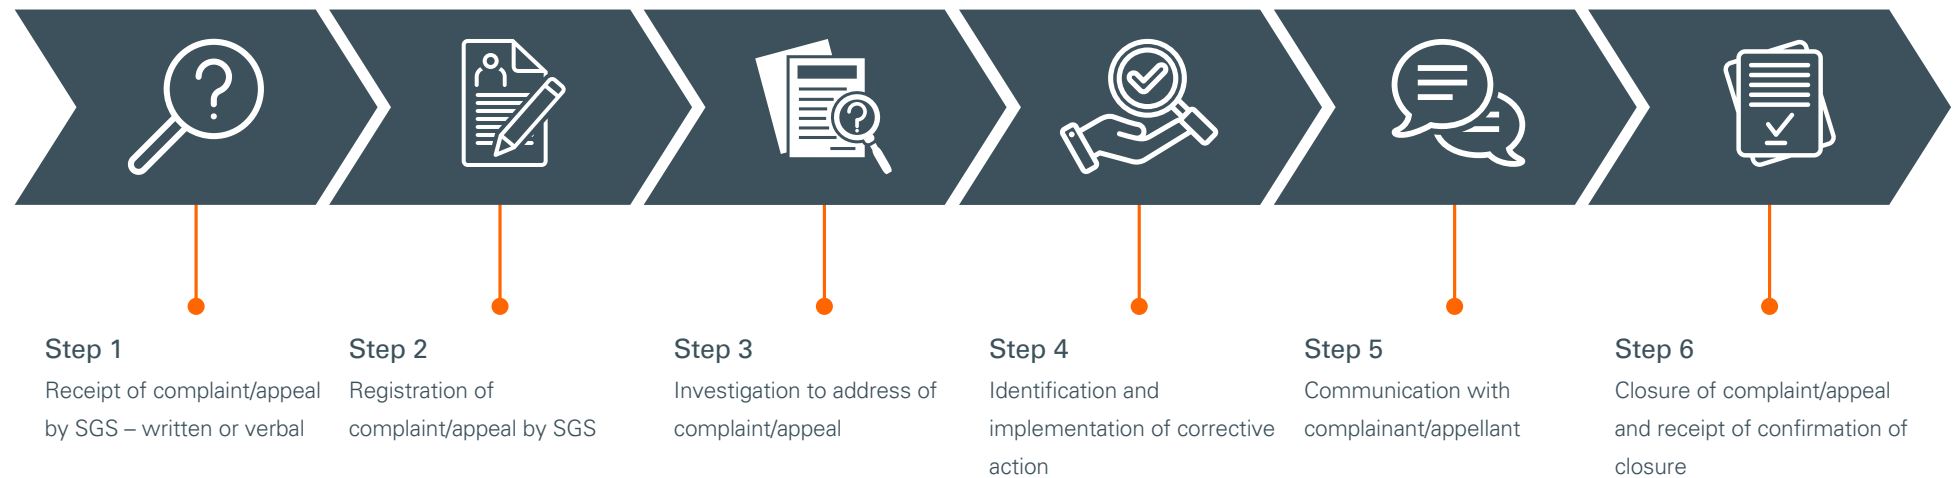 Step 1
Receipt of complaint/appeal
by SGS – written or verbal
Step 2
Registration of
complaint/appeal by SGS
Step 3
Investigation to address of
complaint/appeal
Step 4
Identification and
implementation of corrective
action
Step 5
Communication with
complainant/appellant
Step 6
Closure of complaint/appeal
and receipt of confirmation of
closure